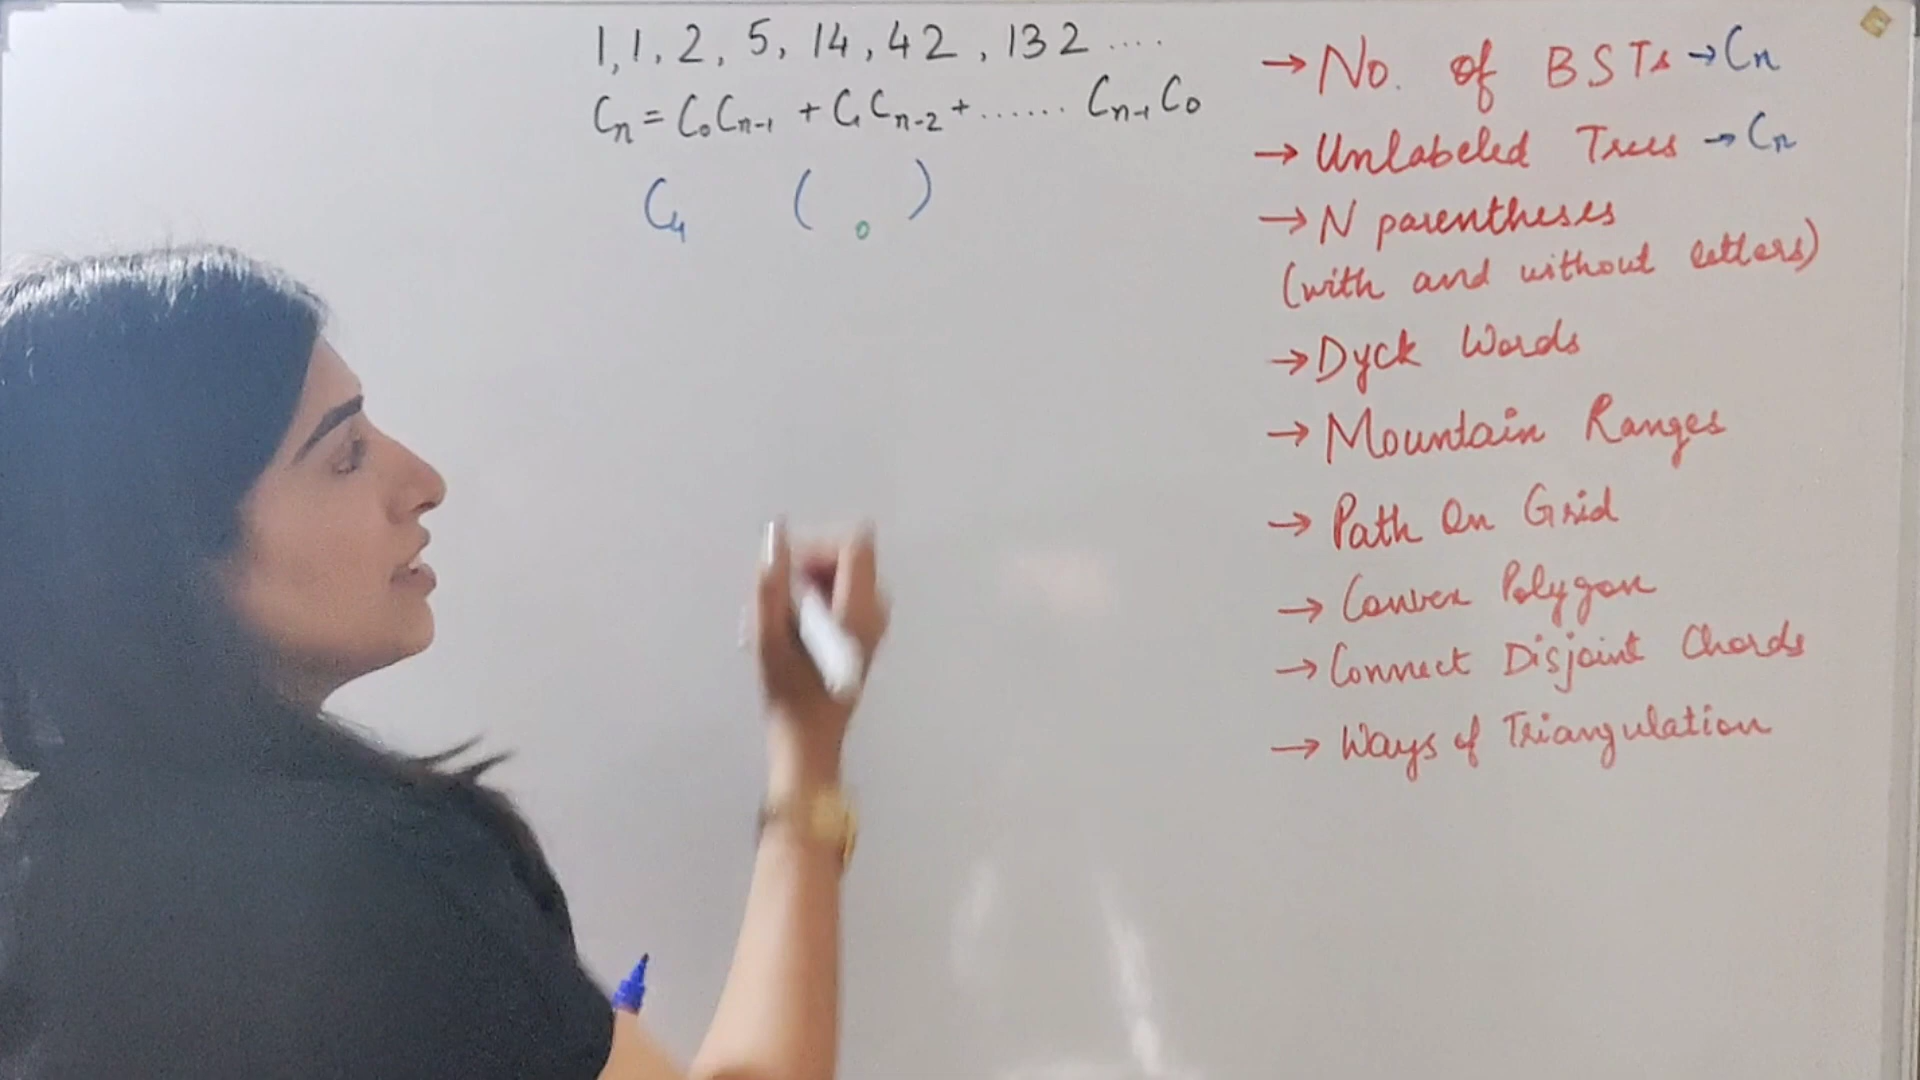 1, 1, 2, 5, 14, 42, 132 ....
Cn = C0Cn-1 + C1Cn-2 + ...... Cn-1C0
C4 ( 0 )
→ No. of BSTs → Cn
→ Unlabeled Trees → Cn
→ N parentheses
(with and without letters)
→ Dyck Words
→ Mountain Ranges
→ Path On Grid
→ Convex Polygon
→ Connect Disjoint Chords
→ Ways of Triangulation